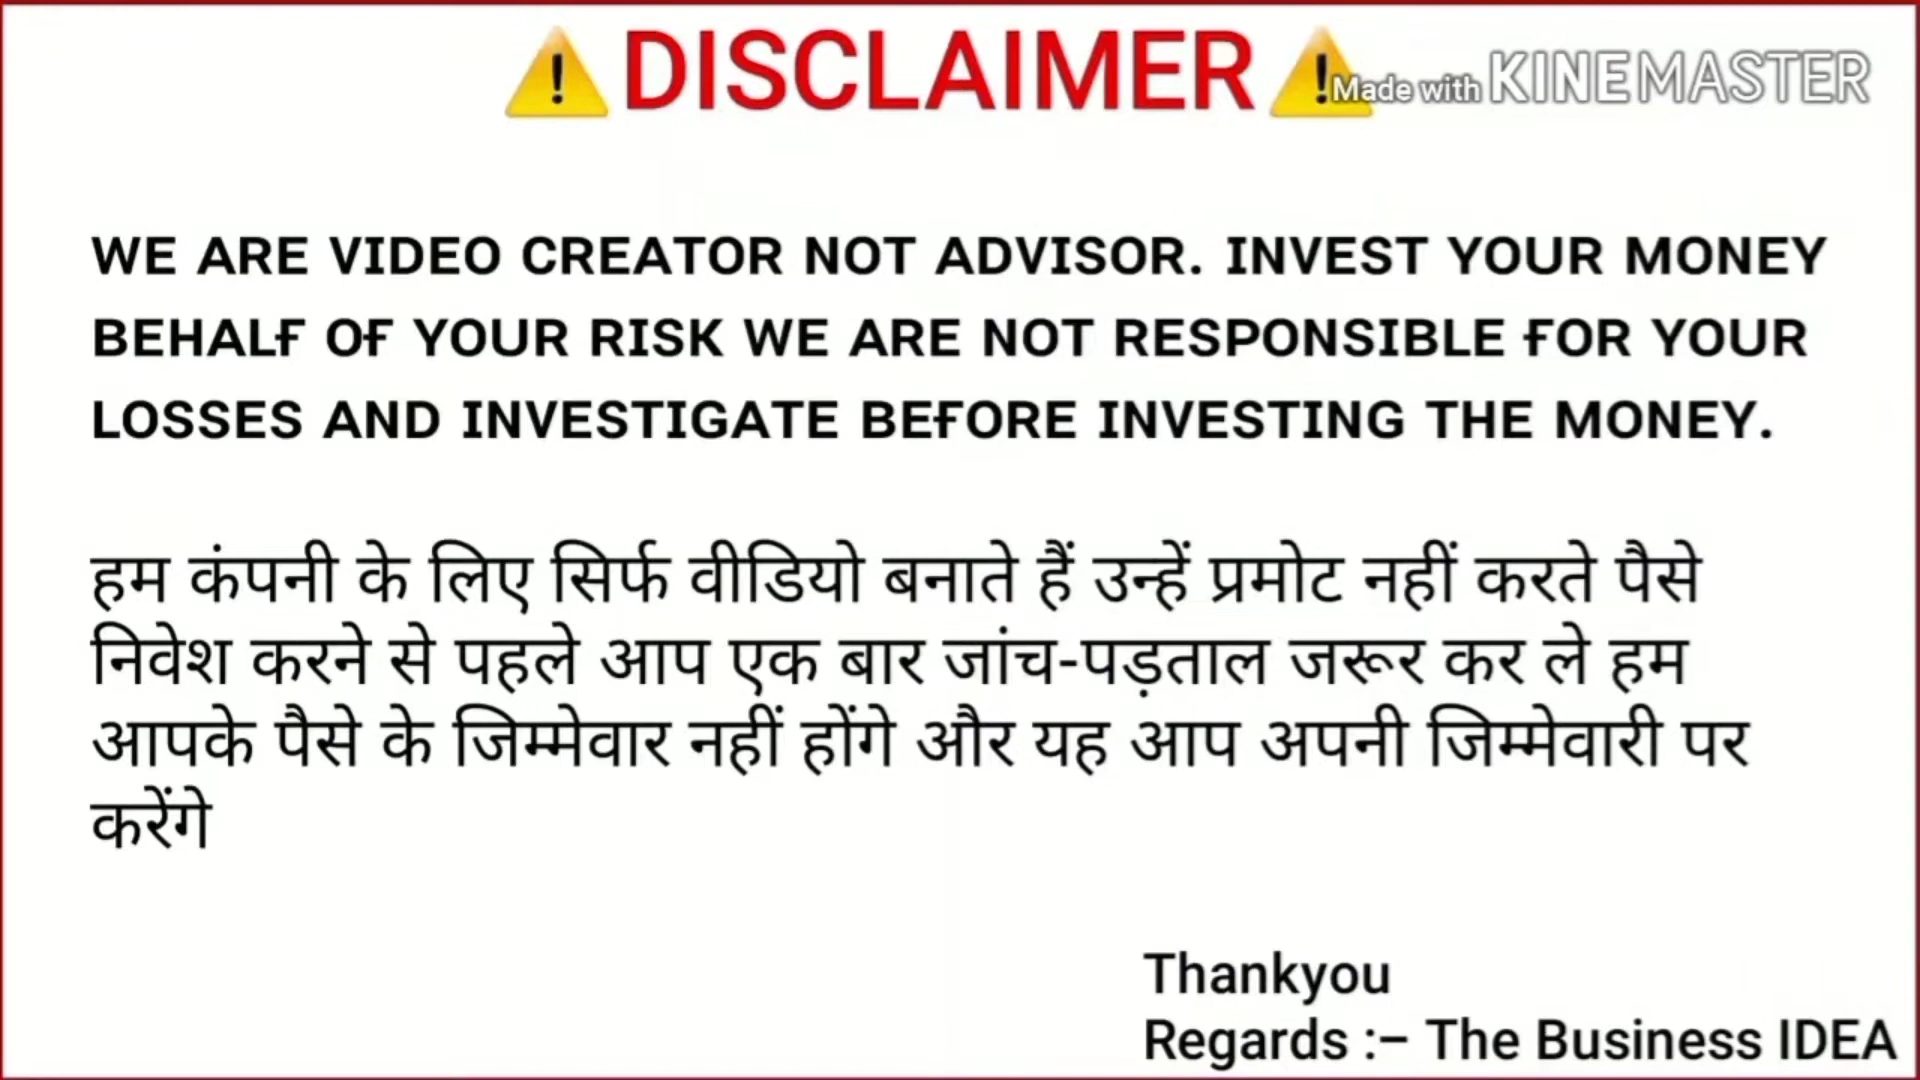 ⚠DISCLAIMER⚠
Made with KINEMASTER
WE ARE VIDEO CREATOR NOT ADVISOR. INVEST YOUR MONEY
BEHALF OF YOUR RISK WE ARE NOT RESPONSIBLE FOR YOUR
LOSSES AND INVESTIGATE BEFORE INVESTING THE MONEY.
हम कंपनी के लिए सिर्फ वीडियो बनाते हैं उन्हें प्रमोट नहीं करते पैसे
निवेश करने से पहले आप एक बार जांच-पड़ताल जरूर कर ले हम
आपके पैसे के जिम्मेवार नहीं होंगे और यह आप अपनी जिम्मेवारी पर
करेंगे
Thankyou
Regards :– The Business IDEA